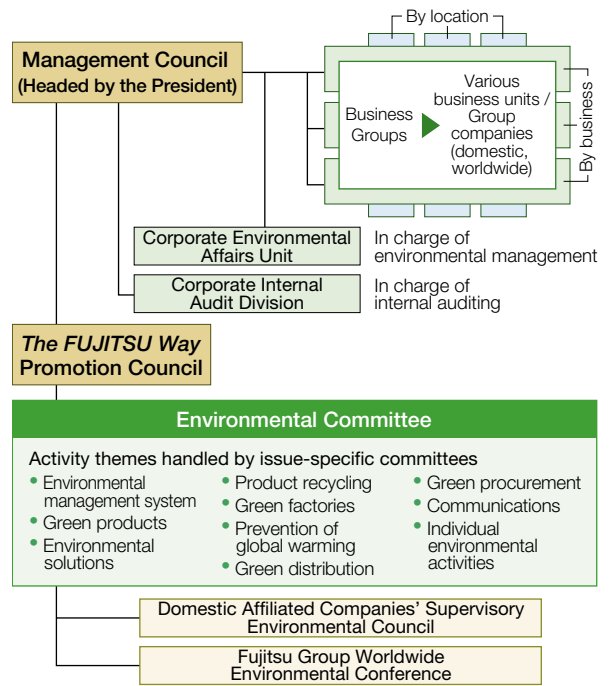 By location
Management Council
(Headed by the President)
Business
Groups
Various
business units /
Group
companies
(domestic,
worldwide)
By business
Corporate Environmental
Affairs Unit
In charge of
environmental management
Corporate Internal
Audit Division
In charge of
internal auditing
The FUJITSU Way
Promotion Council
Environmental Committee
Activity themes handled by issue-specific committees
• Environmental
management system
• Green products
• Environmental
solutions
• Product recycling
• Green factories
• Prevention of
global warming
• Green distribution
• Green procurement
• Communications
• Individual
environmental
activities
Domestic Affiliated Companies’ Supervisory
Environmental Council
Fujitsu Group Worldwide
Environmental Conference